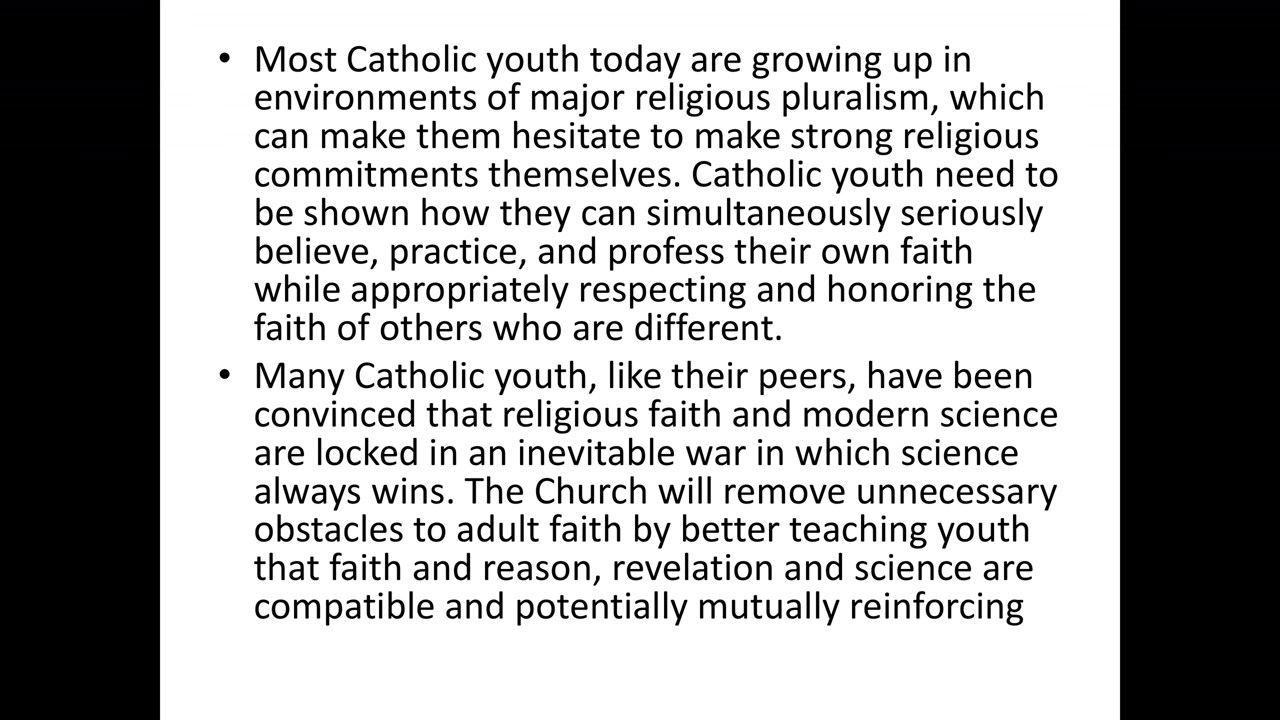 • Most Catholic youth today are growing up in
environments of major religious pluralism, which
can make them hesitate to make strong religious
commitments themselves. Catholic youth need to
be shown how they can simultaneously seriously
believe, practice, and profess their own faith
while appropriately respecting and honoring the
faith of others who are different.
• Many Catholic youth, like their peers, have been
convinced that religious faith and modern science
are locked in an inevitable war in which science
always wins. The Church will remove unnecessary
obstacles to adult faith by better teaching youth
that faith and reason, revelation and science are
compatible and potentially mutually reinforcing